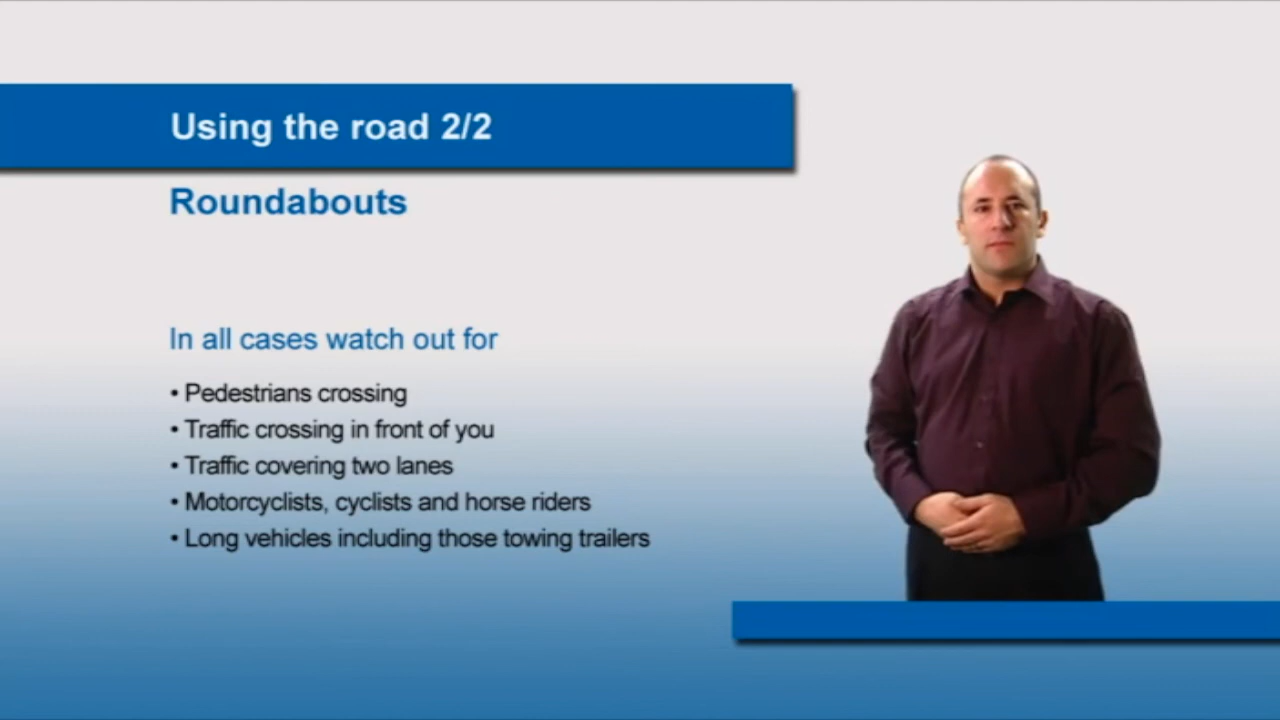 Using the road 2/2
Roundabouts
In all cases watch out for
• Pedestrians crossing
• Traffic crossing in front of you
• Traffic covering two lanes
• Motorcyclists, cyclists and horse riders
• Long vehicles including those towing trailers